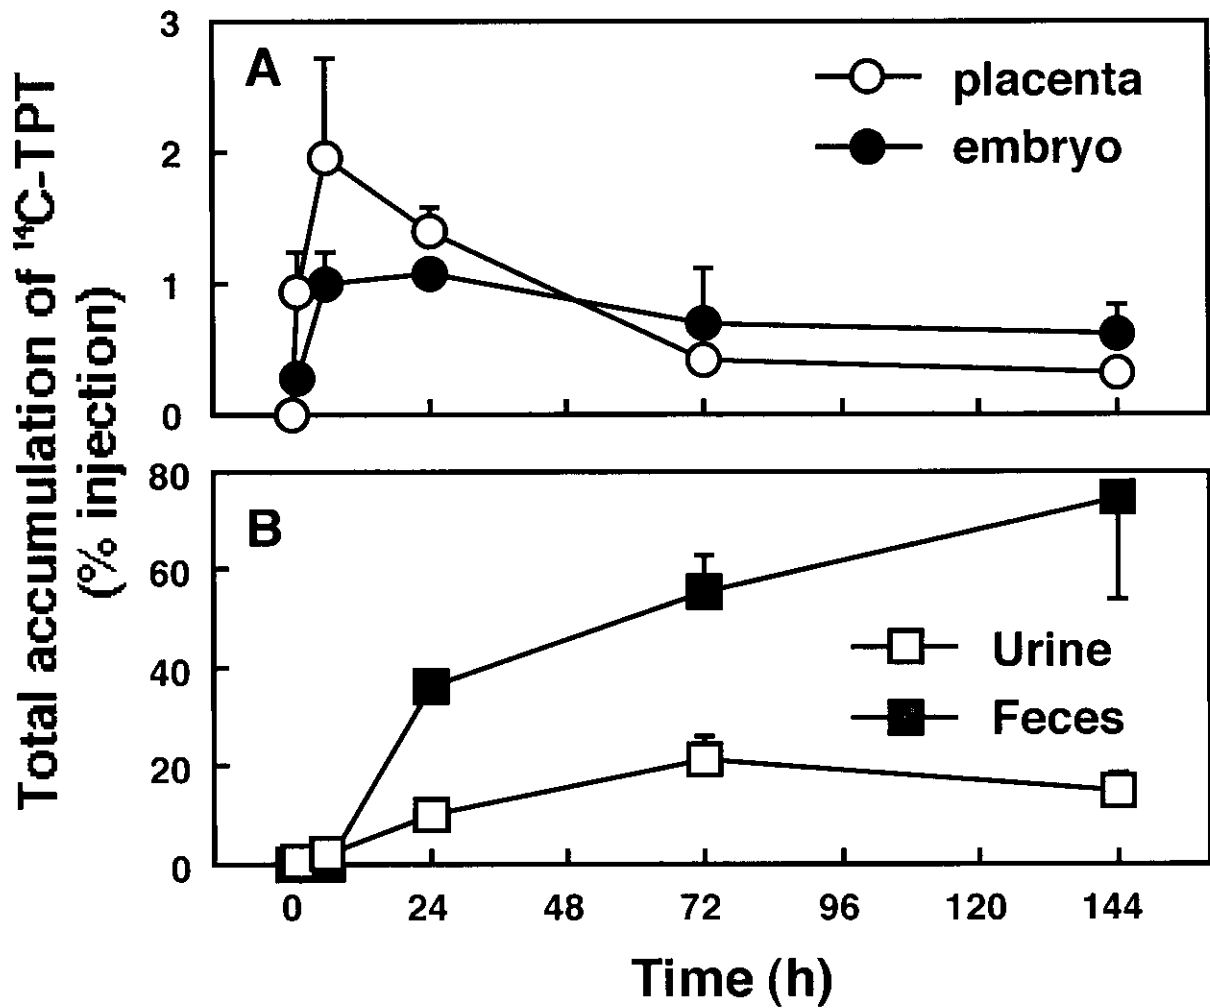 Total accumulation of ¹⁴C-TPT
(% injection)
A
3
2
1
0
placenta
embryo
B
80
60
40
20
0
Urine
Feces
0 24 48 72 96 120 144
Time (h)